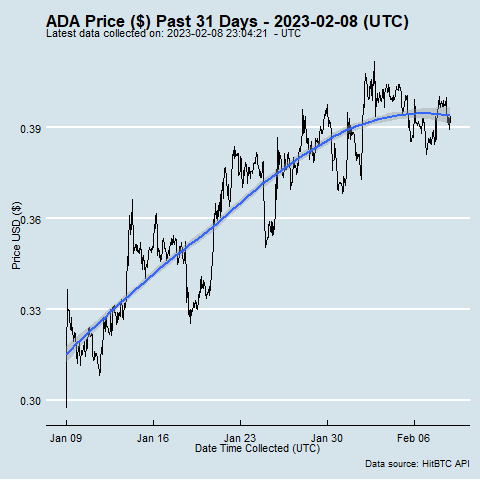 ADA Price ($) Past 31 Days - 2023-02-08 (UTC)
Latest data collected on: 2023-02-08 23:04:21 - UTC
Price USD ($)
0.39
0.36
0.33
0.30
Jan 09 Jan 16 Jan 23 Jan 30 Feb 06
Date Time Collected (UTC)
Data source: HitBTC API